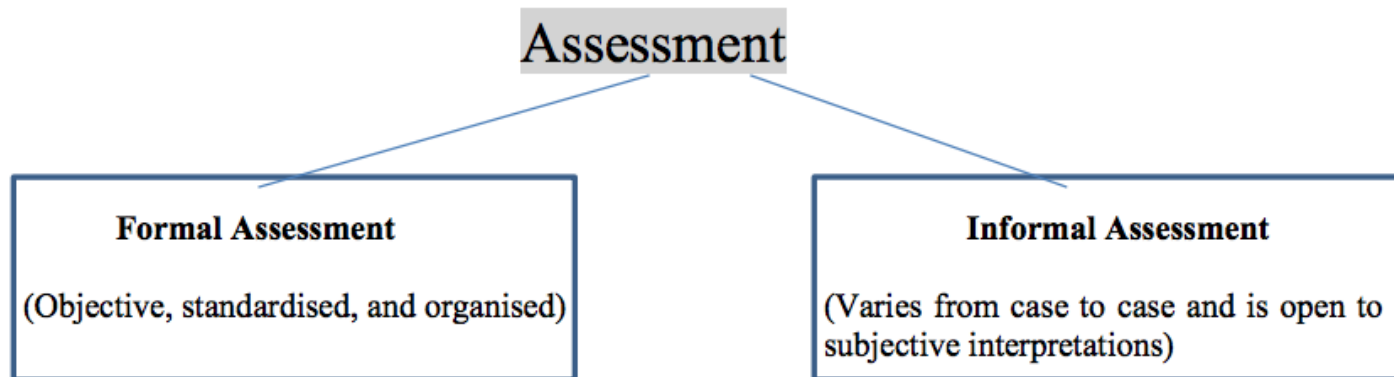 Assessment
Formal Assessment
(Objective, standardised, and organised)
Informal Assessment
(Varies from case to case and is open to
subjective interpretations)